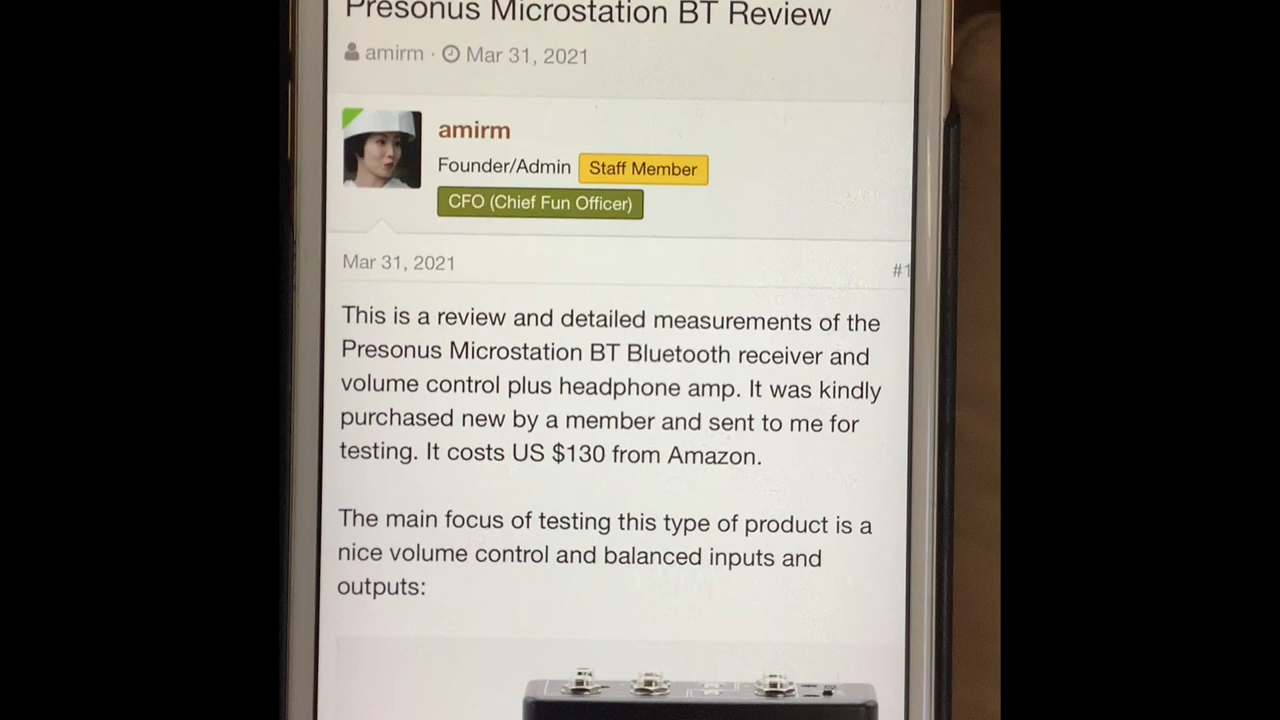 Presonus Microstation BT Review
amirm · Mar 31, 2021
amirm
Founder/Admin Staff Member
CFO (Chief Fun Officer)
Mar 31, 2021 #1
This is a review and detailed measurements of the
Presonus Microstation BT Bluetooth receiver and
volume control plus headphone amp. It was kindly
purchased new by a member and sent to me for
testing. It costs US $130 from Amazon.
The main focus of testing this type of product is a
nice volume control and balanced inputs and
outputs: